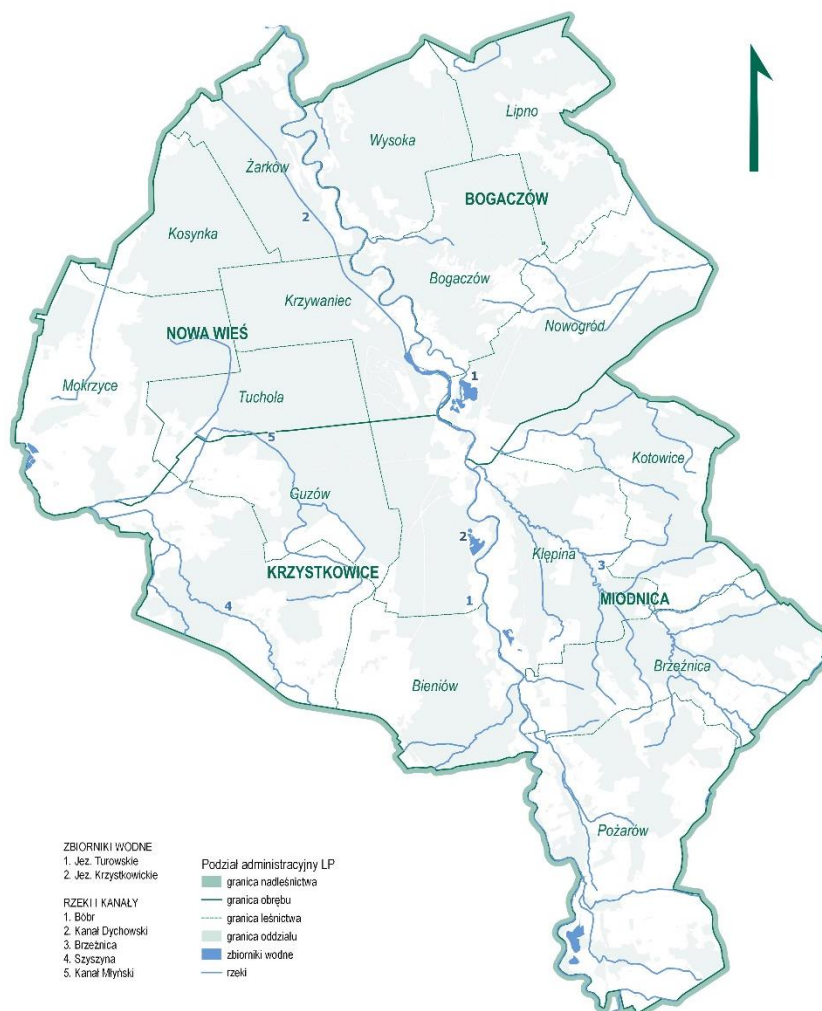 Lipno
Wysoka
Żarków
BOGACZÓW
2
Kosynka
Bogaczów
Krzywaniec
Nowogród
NOWA WIEŚ
1
Mokrzyce
Tuchola
5
Kotowice
Guzów
2
Klępina
3
KRZYSTKOWICE
MIODNICA
4
1
Brzeźnica
Bieniów
Pożarów
ZBIORNIKI WODNE
1. Jez. Turowskie
2. Jez. Krzystkowickie
RZEKI I KANAŁY
1. Bóbr
2. Kanał Dychowski
3. Brzeźnica
4. Szyszyna
5. Kanał Młyński
Podział administracyjny LP
granica nadleśnictwa
granica obrębu
granica leśnictwa
granica oddziału
zbiorniki wodne
rzeki